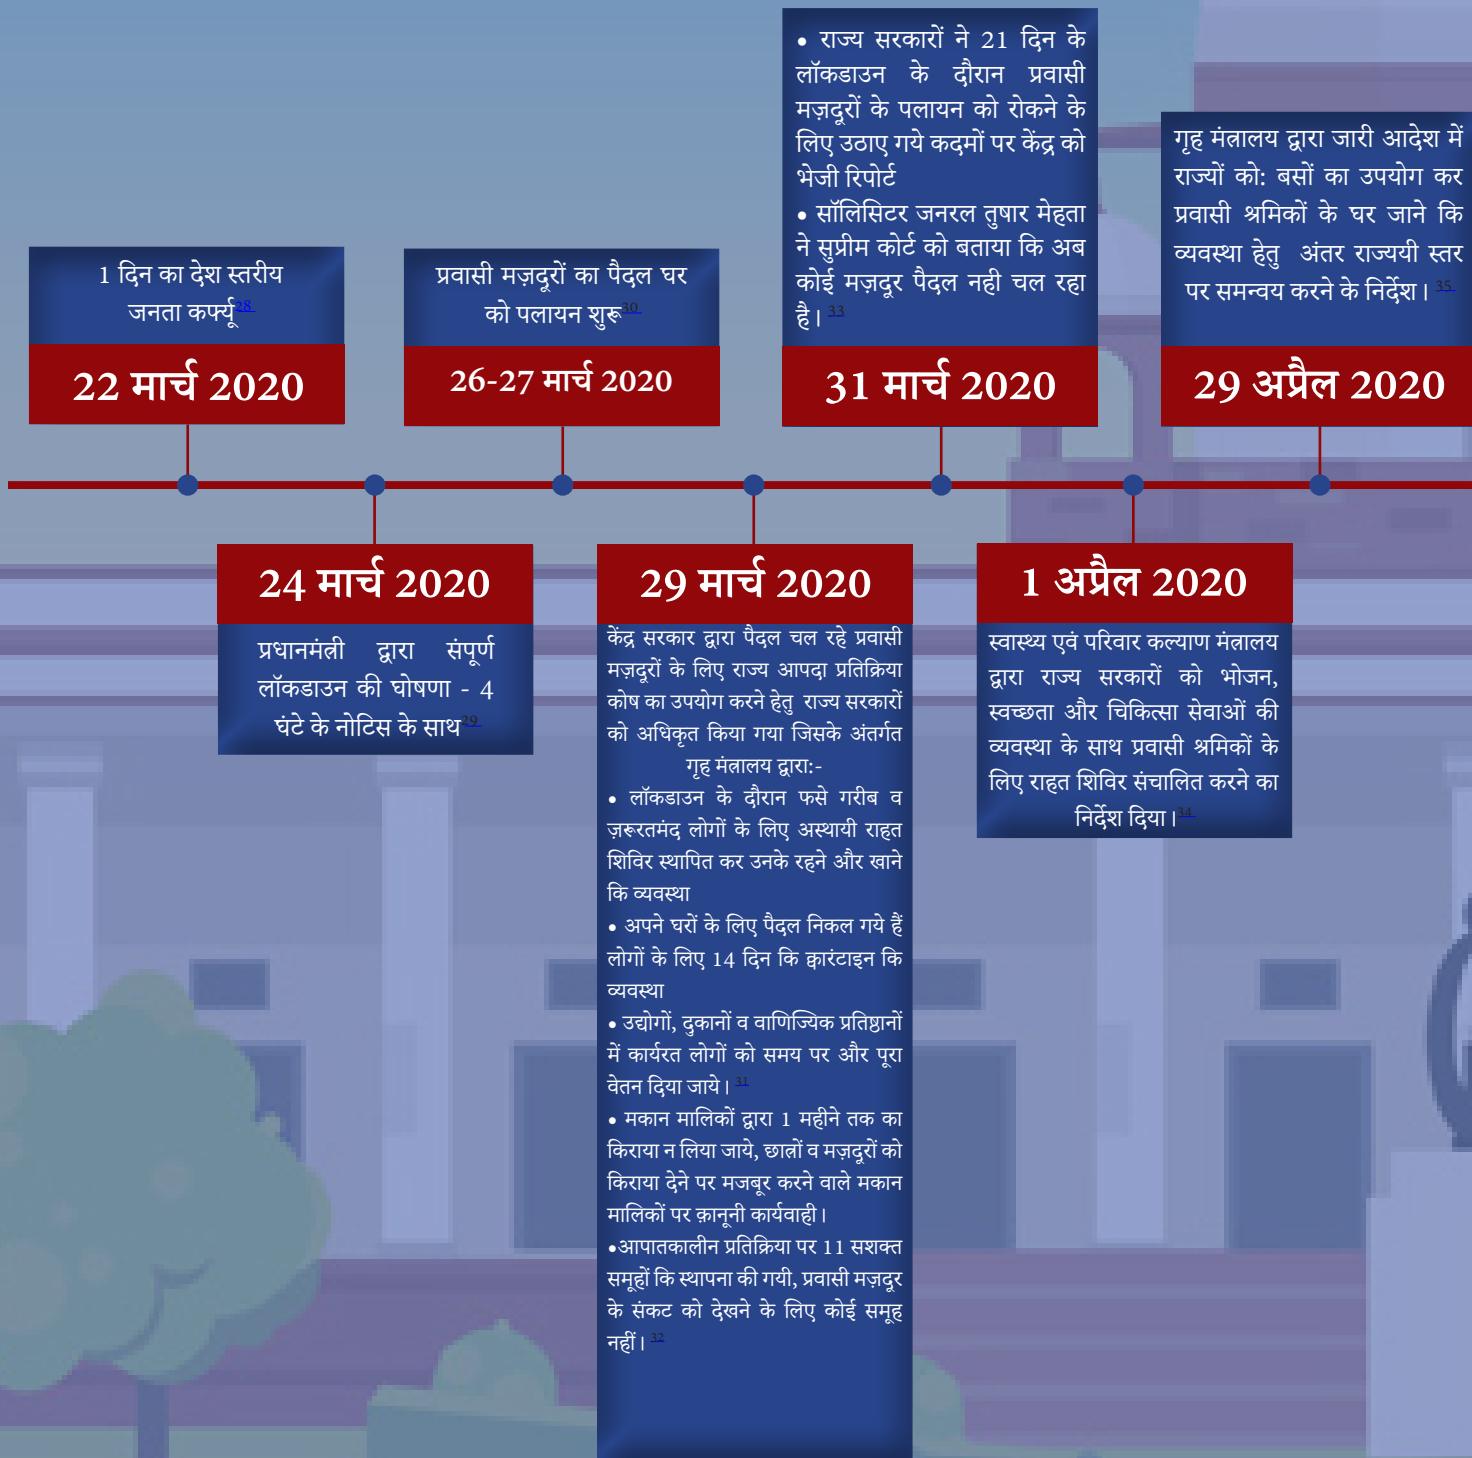 1 दिन का देश स्तरीय
जनता कर्फ्यू28
22 मार्च 2020
प्रधानमंत्री द्वारा संपूर्ण
लॉकडाउन की घोषणा - 4
घंटे के नोटिस के साथ29
24 मार्च 2020
प्रवासी मज़दूरों का पैदल घर
को पलायन शुरू30
26-27 मार्च 2020
29 मार्च 2020
केंद्र सरकार द्वारा पैदल चल रहे प्रवासी
मज़दूरों के लिए राज्य आपदा प्रतिक्रिया
कोष का उपयोग करने हेतु राज्य सरकारों
को अधिकृत किया गया जिसके अंतर्गत
गृह मंत्रालय द्वारा:-
• लॉकडाउन के दौरान फसे गरीब व
ज़रूरतमंद लोगों के लिए अस्थायी राहत
शिविर स्थापित कर उनके रहने और खाने
कि व्यवस्था
• अपने घरों के लिए पैदल निकल गये हैं
लोगों के लिए 14 दिन कि क्वारंटाइन कि
व्यवस्था
• उद्योगों, दुकानों व वाणिज्यिक प्रतिष्ठानों
में कार्यरत लोगों को समय पर और पूरा
वेतन दिया जाये। 31
• मकान मालिकों द्वारा 1 महीने तक का
किराया न लिया जाये, छात्रों व मज़दूरों को
किराया देने पर मजबूर करने वाले मकान
मालिकों पर क़ानूनी कार्यवाही।
•आपातकालीन प्रतिक्रिया पर 11 सशक्त
समूहों कि स्थापना की गयी, प्रवासी मज़दूर
के संकट को देखने के लिए कोई समूह
नहीं। 32
• राज्य सरकारों ने 21 दिन के
लॉकडाउन के दौरान प्रवासी
मज़दूरों के पलायन को रोकने के
लिए उठाए गये कदमों पर केंद्र को
भेजी रिपोर्ट
• सॉलिसिटर जनरल तुषार मेहता
ने सुप्रीम कोर्ट को बताया कि अब
कोई मज़दूर पैदल नही चल रहा
है। 33
31 मार्च 2020
1 अप्रैल 2020
स्वास्थ्य एवं परिवार कल्याण मंत्रालय
द्वारा राज्य सरकारों को भोजन,
स्वच्छता और चिकित्सा सेवाओं की
व्यवस्था के साथ प्रवासी श्रमिकों के
लिए राहत शिविर संचालित करने का
निर्देश दिया।34
गृह मंत्रालय द्वारा जारी आदेश में
राज्यों को: बसों का उपयोग कर
प्रवासी श्रमिकों के घर जाने कि
व्यवस्था हेतु अंतर राज्ययी स्तर
पर समन्वय करने के निर्देश। 35
29 अप्रैल 2020